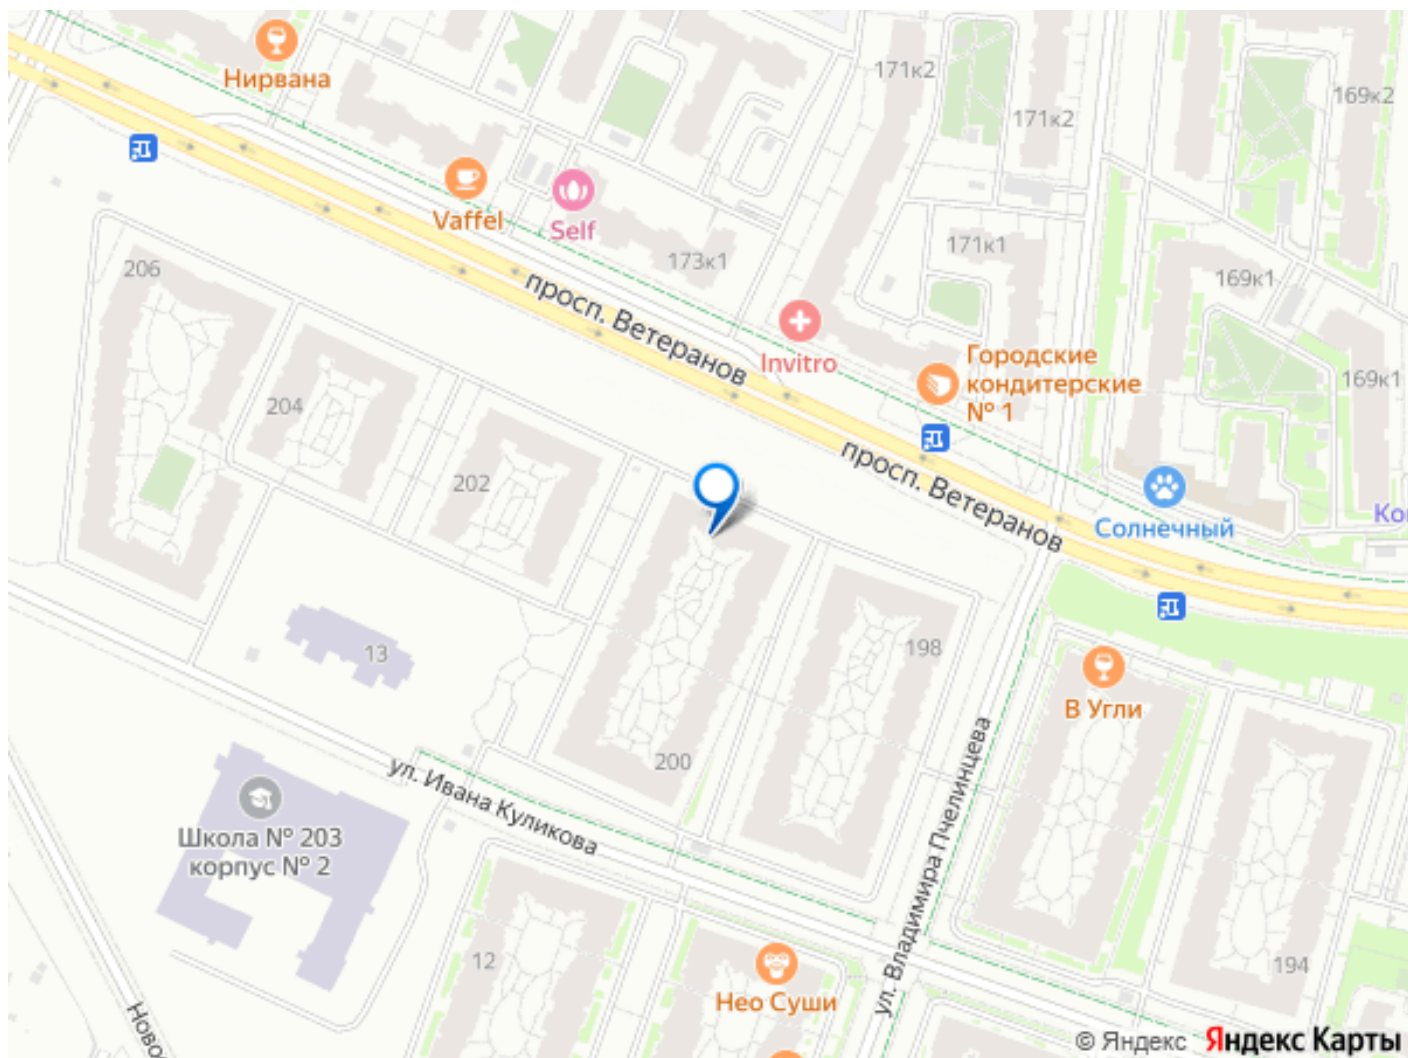 Нирвана
171к2
169к2
171к2
Vaffel
Self
171к1
173к1
206
169к1
просп. Ветеранов
Invitro
Городские
кондитерские
№ 1
169к1
204
просп. Ветеранов
202
Солнечный
13
198
В Угли
200
ул. Ивана Куликова
ул. Владимира Пчелинцева
Школа № 203
корпус № 2
12
194
Нео Суши
© Яндекс Яндекс Карты